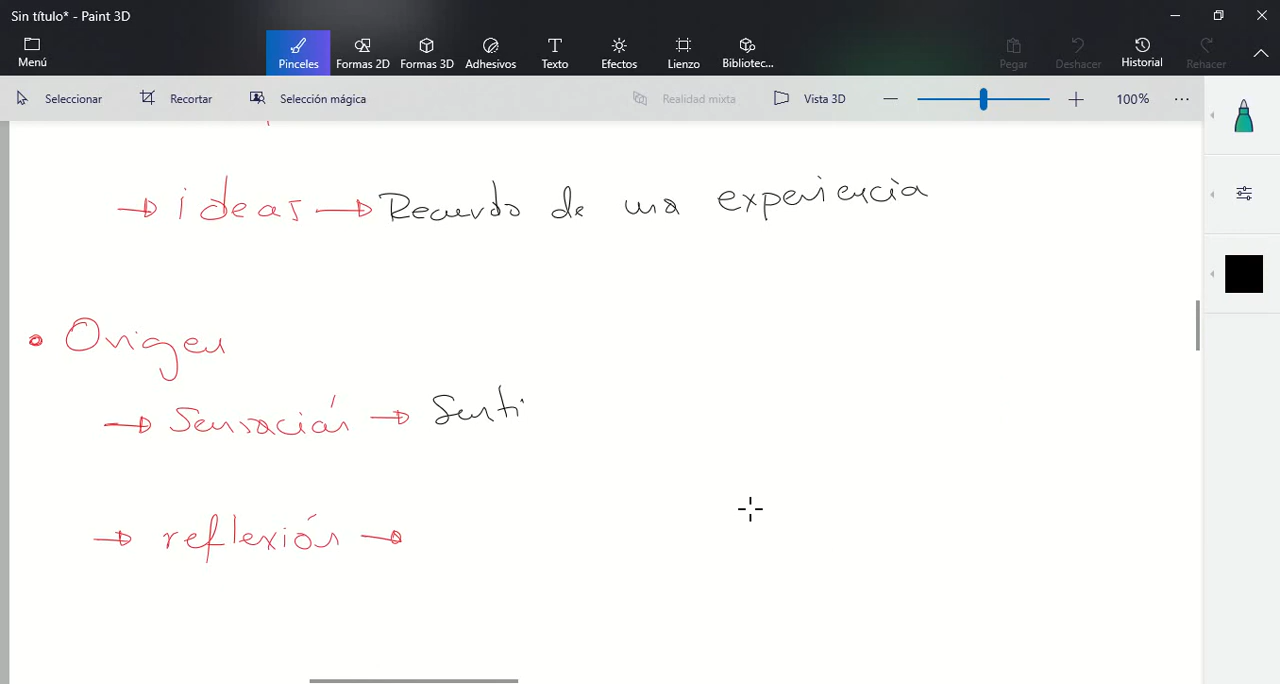 Sin título* - Paint 3D
Menú
Pinceles
Formas 2D
Formas 3D
Adhesivos
Texto
Efectos
Lienzo
Bibliotec...
Pegar
Deshacer
Historial
Rehacer
Seleccionar
Recortar
Selección mágica
Realidad mixta
Vista 3D
100%
→ ideas → Recuerdo de una experiencia
• Origen
→ Sensación → Senti
→ reflexión →